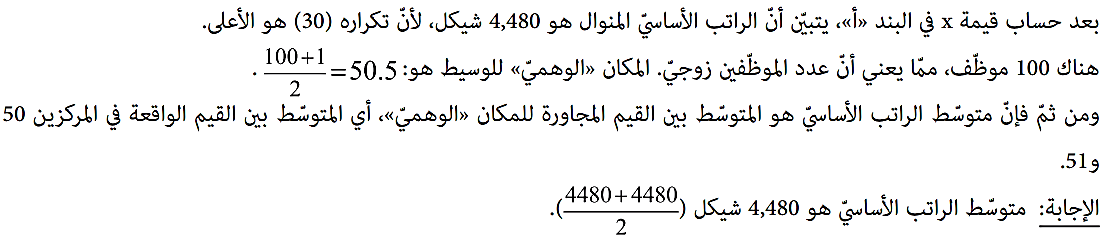 بعد حساب قيمة x في البند «أ»، يتبيّن أنّ الراتب الأساسيّ المنوال هو 4,480 شيكل، لأنّ تكراره (30) هو الأعلى.
هناك 100 موظّف، ممّا يعني أنّ عدد الموظّفين زوجيّ. المكان «الوهميّ» للوسيط هو: (100+1)/2 = 50.5 .
ومن ثمّ فإنّ متوسّط الراتب الأساسيّ هو المتوسّط بين القيم المجاورة للمكان «الوهميّ»، أي المتوسّط بين القيم الواقعة في المركزين 50
و51.
الإجابة: متوسّط الراتب الأساسيّ هو 4,480 شيكل ((4480+4480)/2).